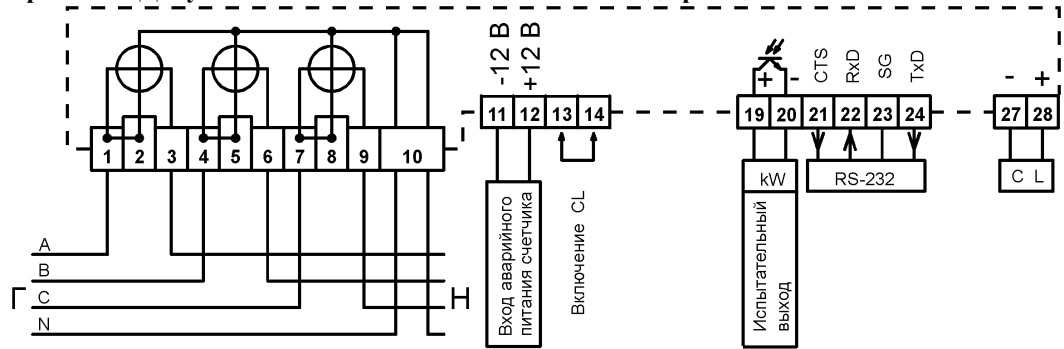 -12 В
+12 В
CTS
RxD
SG
TxD
+ -
- +
11 12 13 14
19 20 21 22 23 24
27 28
1 2 3 4 5 6 7 8 9 10
kW
RS-232
C L
Вход аварийного
питания счетчика
Включение CL
Испытательный
выход
A
B
Г C Н
N